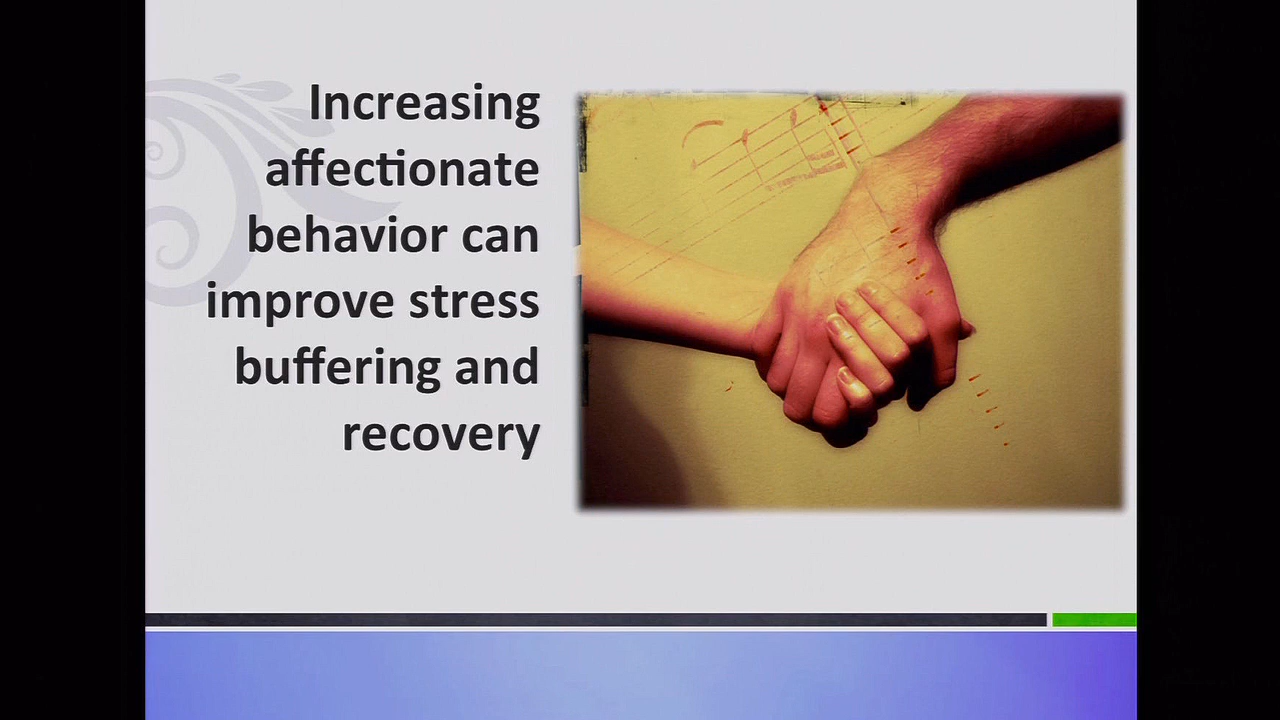 Increasing
affectionate
behavior can
improve stress
buffering and
recovery